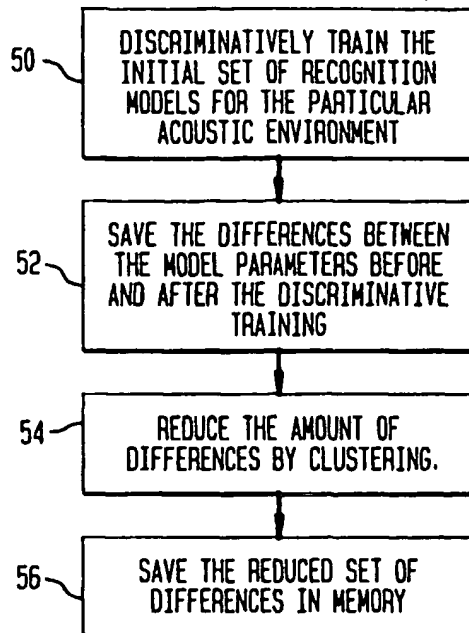 50
DISCRIMINATIVELY TRAIN THE
INITIAL SET OF RECOGNITION
MODELS FOR THE PARTICULAR
ACOUSTIC ENVIRONMENT
52
SAVE THE DIFFERENCES BETWEEN
THE MODEL PARAMETERS BEFORE
AND AFTER THE DISCRIMINATIVE
TRAINING
54
REDUCE THE AMOUNT OF
DIFFERENCES BY CLUSTERING.
56
SAVE THE REDUCED SET OF
DIFFERENCES IN MEMORY